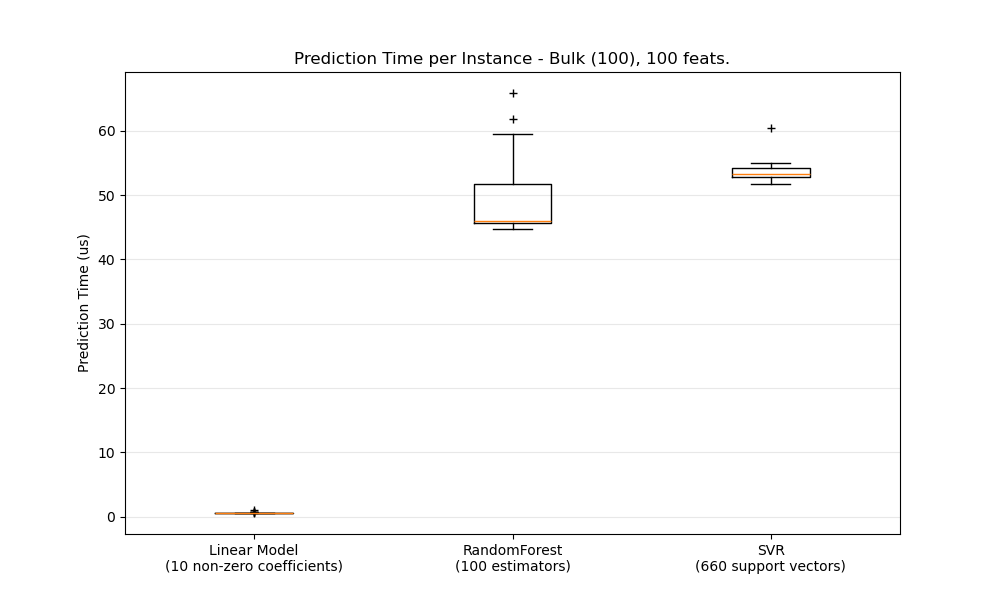 Prediction Time per Instance - Bulk (100), 100 feats.
Prediction Time (us)
60
50
40
30
20
10
0
Linear Model
(10 non-zero coefficients)
RandomForest
(100 estimators)
SVR
(660 support vectors)